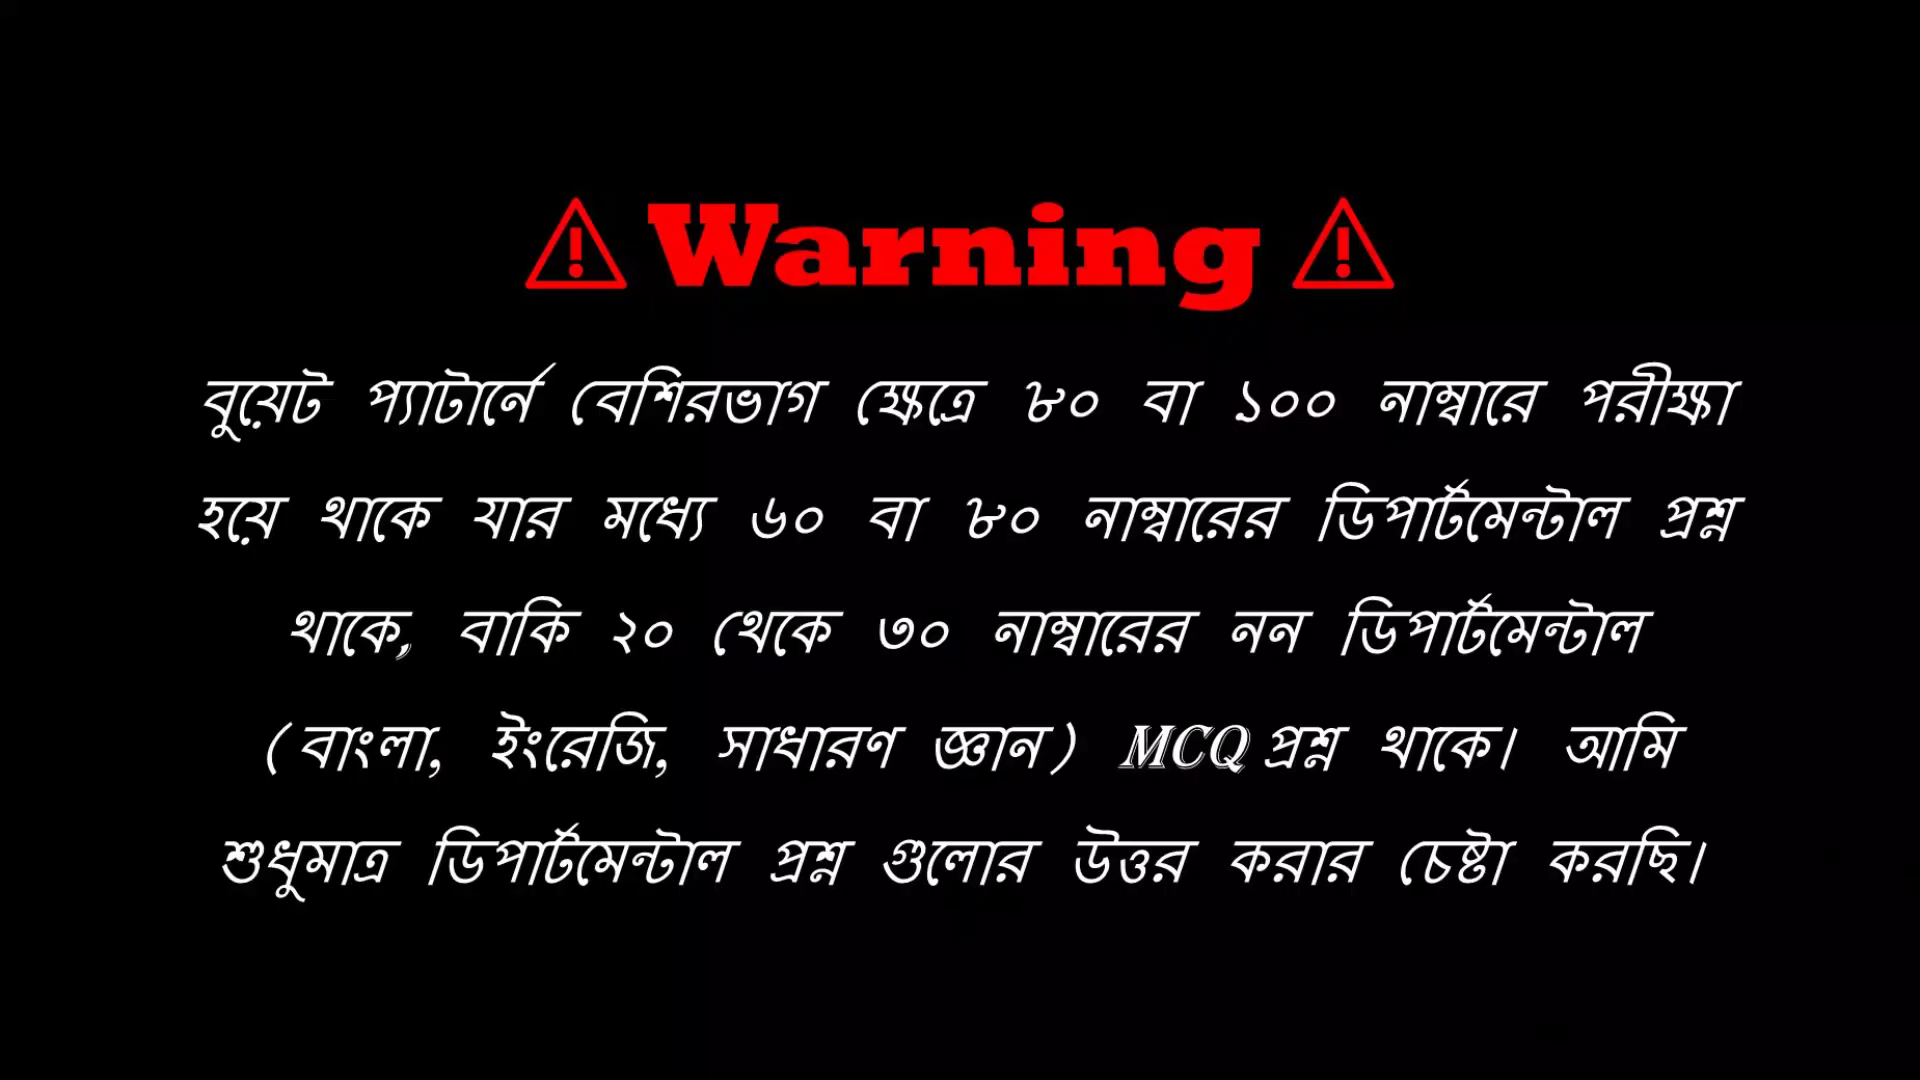 ⚠ Warning ⚠
বুয়েট প্যাটার্নে বেশিরভাগ ক্ষেত্রে ৮০ বা ১০০ নাম্বারে পরীক্ষা
হয়ে থাকে যার মধ্যে ৬০ বা ৮০ নাম্বারের ডিপার্টমেন্টাল প্রশ্ন
থাকে, বাকি ২০ থেকে ৩০ নাম্বারের নন ডিপার্টমেন্টাল
(বাংলা, ইংরেজি, সাধারণ জ্ঞান) MCQ প্রশ্ন থাকে। আমি
শুধুমাত্র ডিপার্টমেন্টাল প্রশ্ন গুলোর উত্তর করার চেষ্টা করছি।